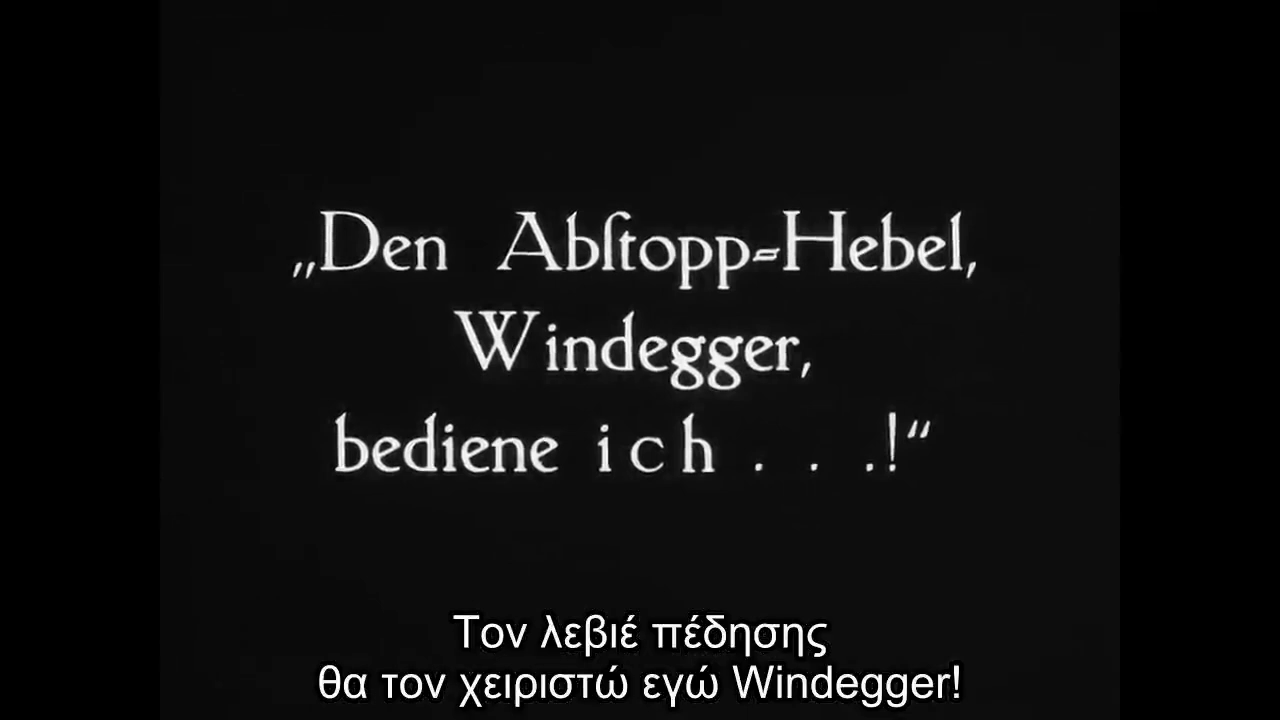 „Den Abſtopp-Hebel,
Windegger,
bediene ich . . .!“
Τον λεβιέ πέδησης
θα τον χειριστώ εγώ Windegger!